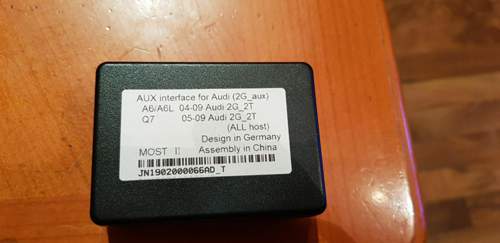 AUX interface for Audi (2G_aux)
A6/A6L 04-09 Audi 2G_2T
Q7 05-09 Audi 2G_2T
(ALL host)
Design in Germany
MOST Assembly in China
JN1902000066AD_T